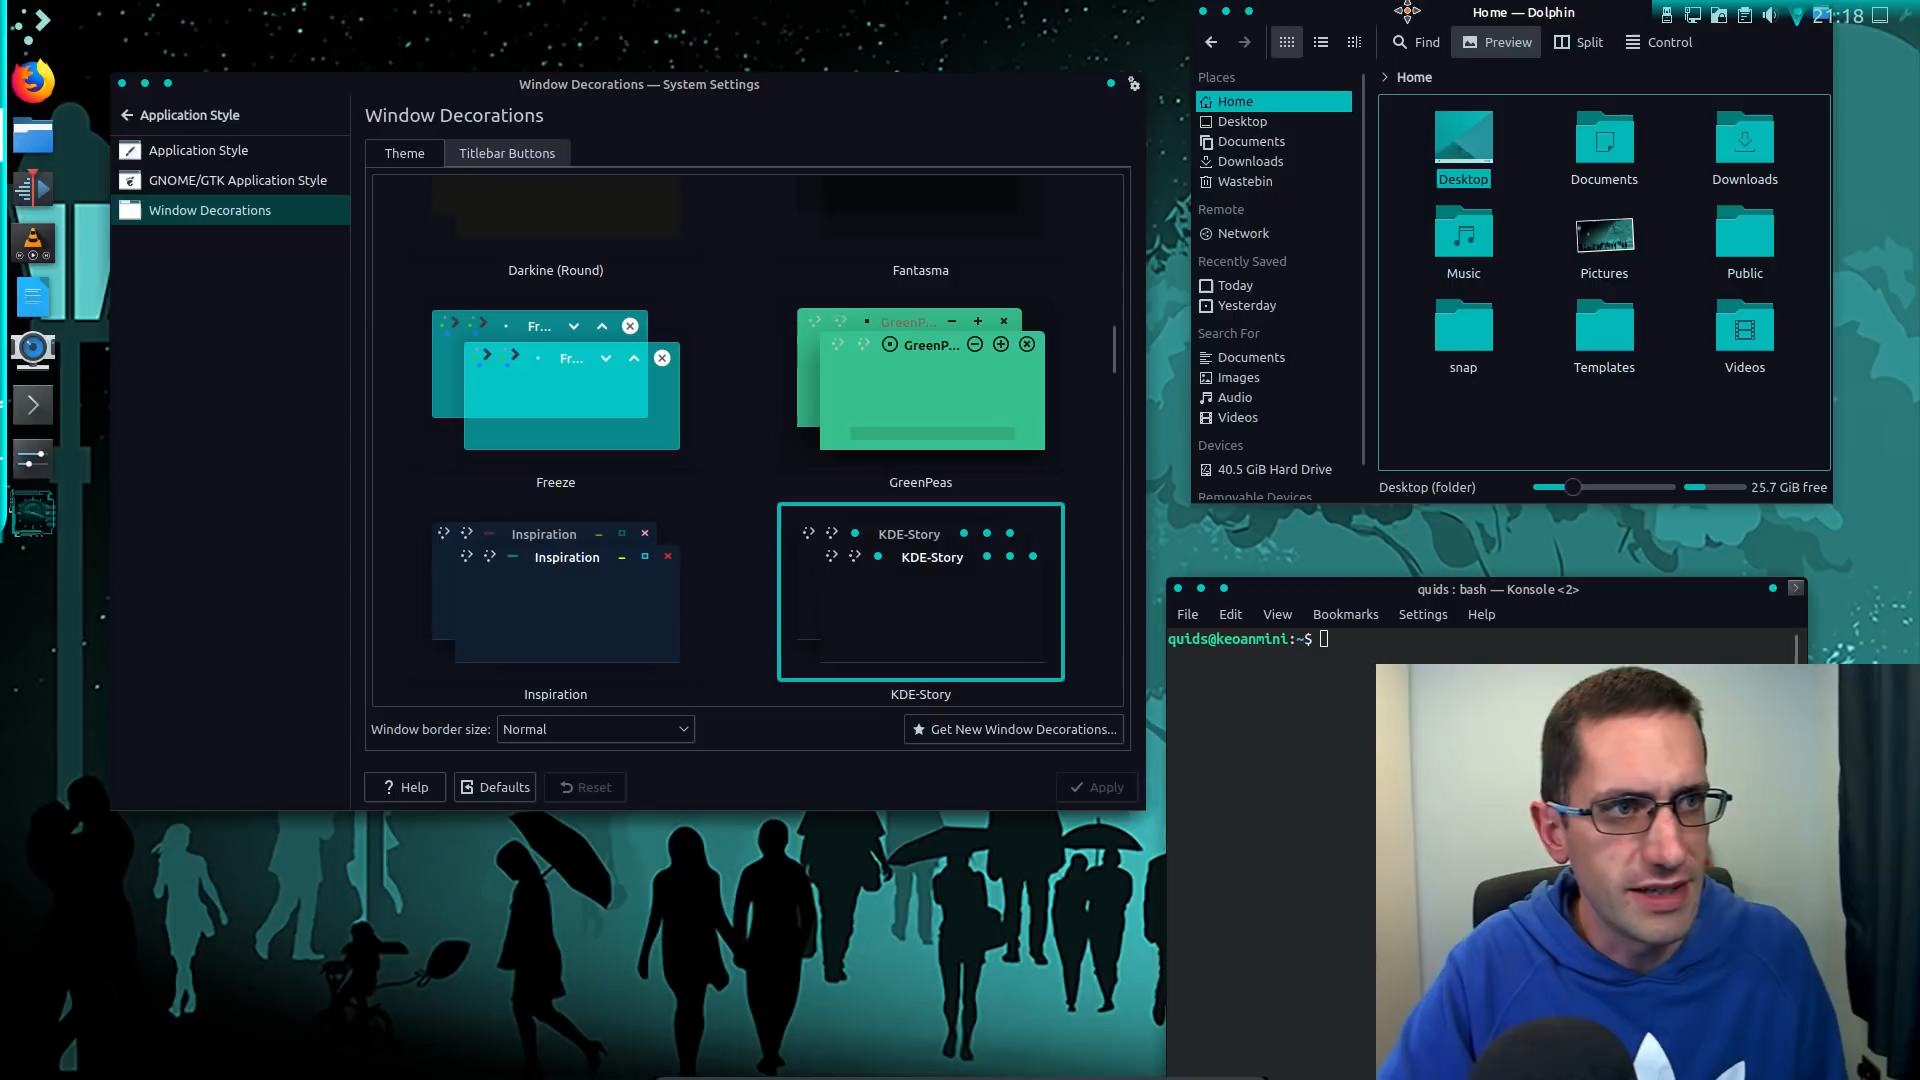 Home — Dolphin
21:18
Find
Preview
Split
Control
Places
Home
Home
Desktop
Documents
Downloads
Wastebin
Remote
Network
Recently Saved
Today
Yesterday
Search For
Documents
Images
Audio
Videos
Devices
40.5 GiB Hard Drive
Removable Devices
Desktop
Documents
Downloads
Music
Pictures
Public
snap
Templates
Videos
Desktop (folder)
25.7 GiB free
Window Decorations — System Settings
Application Style
Application Style
GNOME/GTK Application Style
Window Decorations
Window Decorations
Theme
Titlebar Buttons
Darkine (Round)
Fantasma
Fr...
Fr...
Freeze
GreenP...
GreenP...
GreenPeas
Inspiration
Inspiration
Inspiration
KDE-Story
KDE-Story
KDE-Story
Window border size:
Normal
Get New Window Decorations...
? Help
Defaults
Reset
Apply
quids : bash — Konsole <2>
File
Edit
View
Bookmarks
Settings
Help
quids@keoanmini:~$